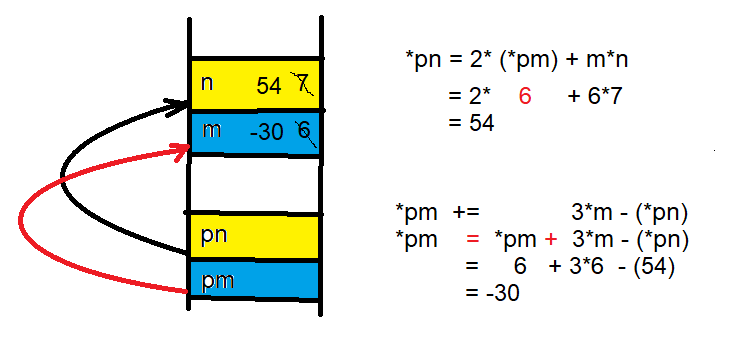 n 54 7
m -30 6
pn
pm
*pn = 2* (*pm) + m*n
= 2* 6 + 6*7
= 54
*pm += 3*m - (*pn)
*pm = *pm + 3*m - (*pn)
= 6 + 3*6 - (54)
= -30